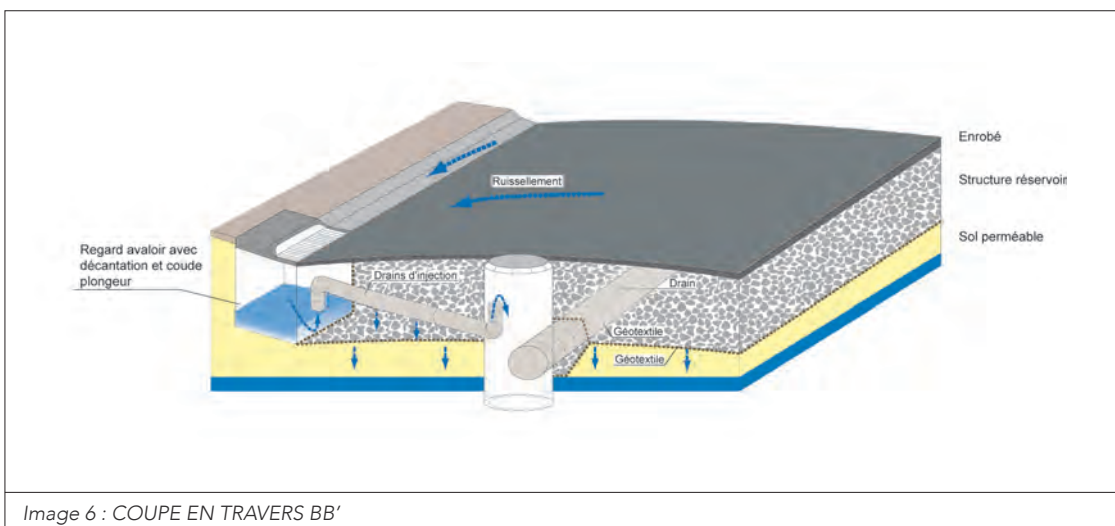 Enrobé
Structure réservoir
Ruissellement
Sol perméable
Regard avaloir avec
décantation et coude
plongeur
Drains d'injection
Drain
Géotextile
Géotextile
Image 6 : COUPE EN TRAVERS BB'